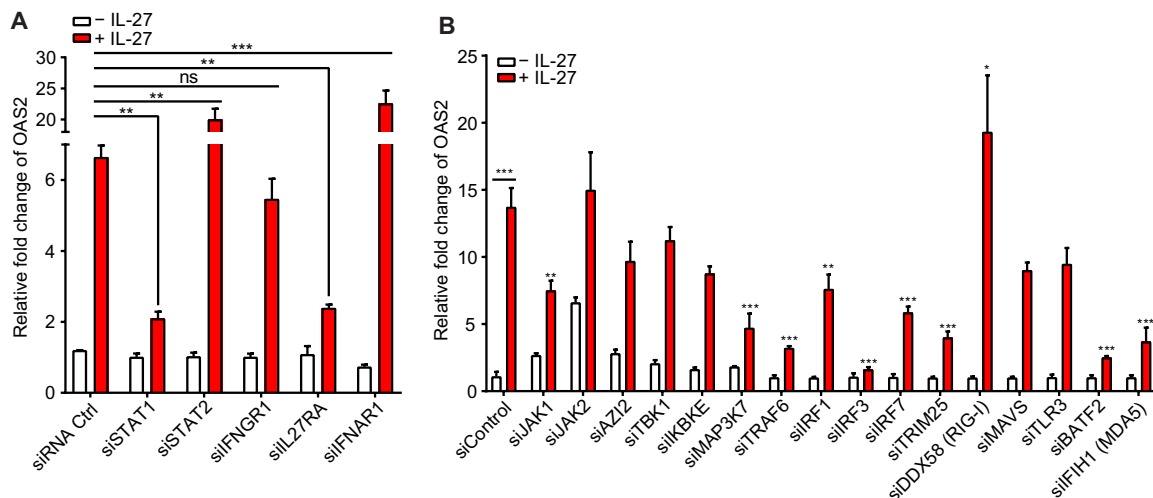 A
− IL-27
+ IL-27
***
**
ns
**
**
Relative fold change of OAS2
30
25
20
6
4
2
0
siRNA Ctrl
siSTAT1
siSTAT2
siIFNGR1
siIL27RA
siIFNAR1
B
− IL-27
+ IL-27
Relative fold change of OAS2
25
20
15
10
5
0
***
**
***
***
**
***
***
***
*
***
***
siControl
siJAK1
siJAK2
siAZI2
siTBK1
siIKBKE
siMAP3K7
siTRAF6
siIRF1
siIRF3
siIRF7
siTRIM25
siDDX58 (RIG-I)
siMAVS
siTLR3
siBATF2
siIFIH1 (MDA5)